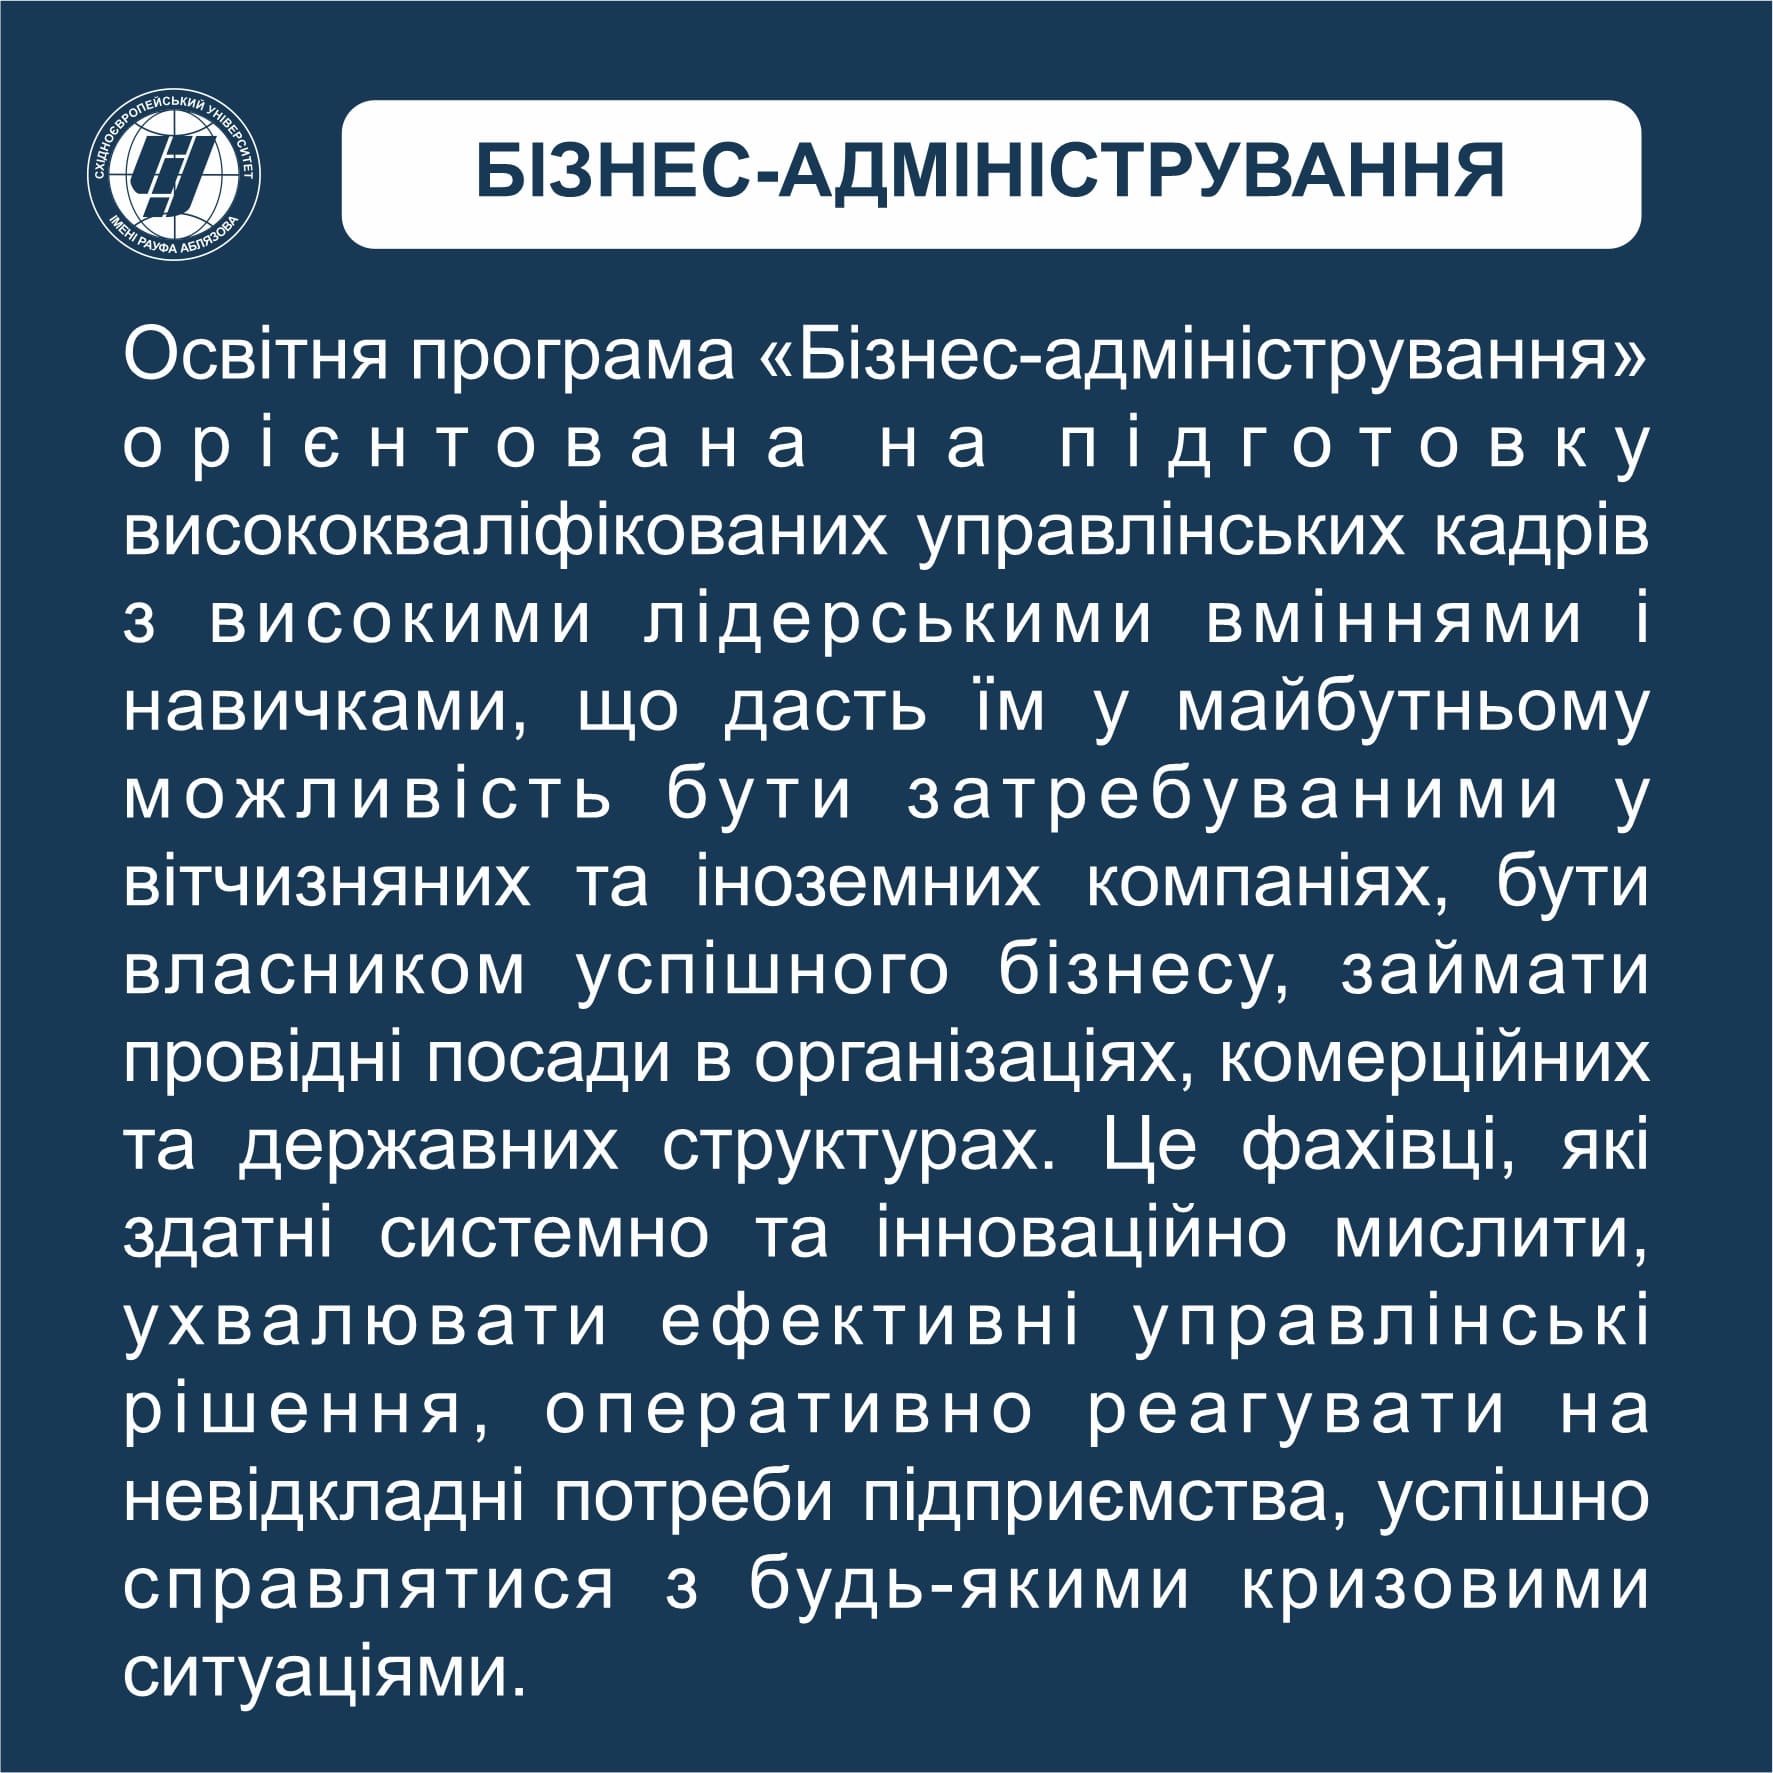 СХІДНОЄВРОПЕЙСЬКИЙ УНІВЕРСИТЕТ
ІМЕНІ РАУФА АБЛЯЗОВА
БІЗНЕС-АДМІНІСТРУВАННЯ
Освітня програма «Бізнес-адміністрування»
орієнтована на підготовку
висококваліфікованих управлінських кадрів
з високими лідерськими вміннями і
навичками, що дасть їм у майбутньому
можливість бути затребуваними у
вітчизняних та іноземних компаніях, бути
власником успішного бізнесу, займати
провідні посади в організаціях, комерційних
та державних структурах. Це фахівці, які
здатні системно та інноваційно мислити,
ухвалювати ефективні управлінські
рішення, оперативно реагувати на
невідкладні потреби підприємства, успішно
справлятися з будь-якими кризовими
ситуаціями.